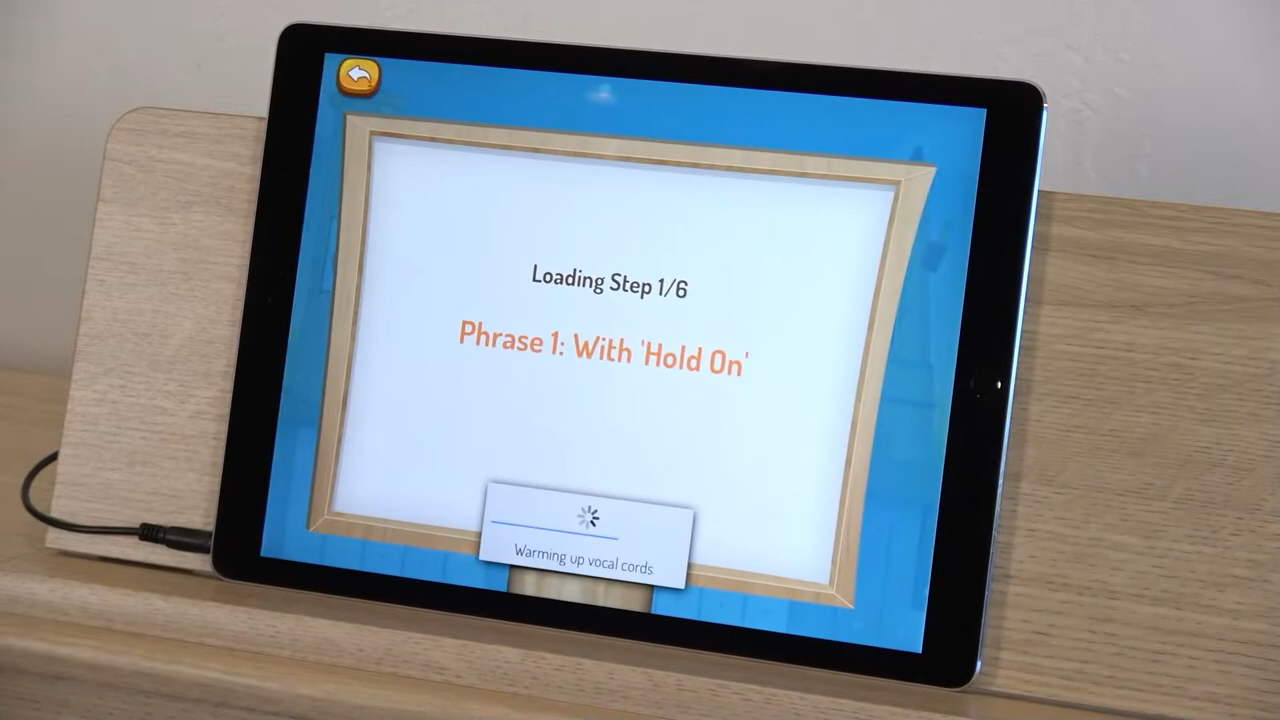 Loading Step 1/6
Phrase 1: With 'Hold On'
Warming up vocal cords